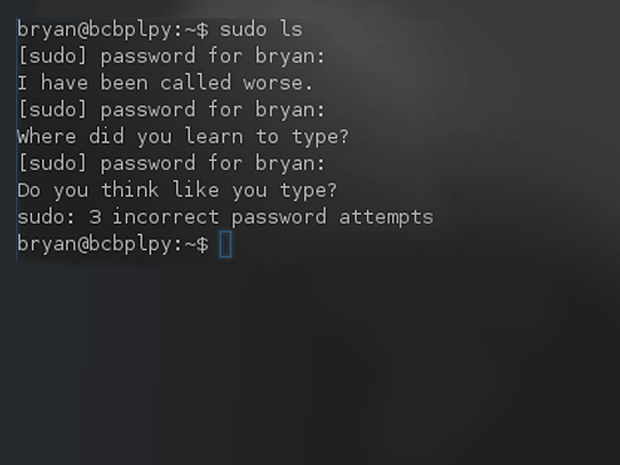 bryan@bcbplpy:~$ sudo ls
[sudo] password for bryan:
I have been called worse.
[sudo] password for bryan:
Where did you learn to type?
[sudo] password for bryan:
Do you think like you type?
sudo: 3 incorrect password attempts
bryan@bcbplpy:~$